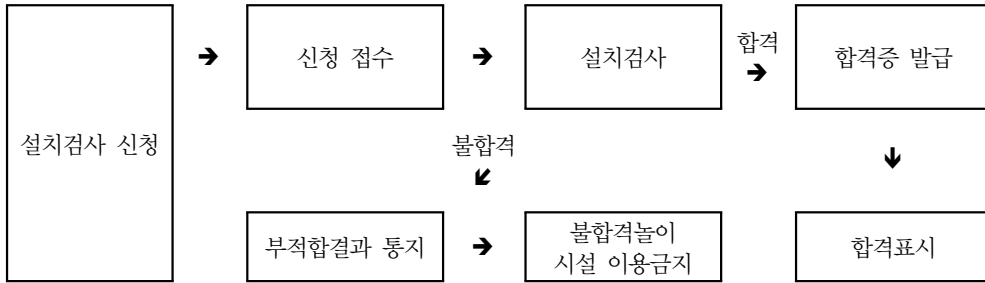 설치검사 신청
➔
신청 접수
➔
설치검사
합격
➔
합격증 발급
불합격
부적합결과 통지
➔
불합격놀이
시설 이용금지
합격표시